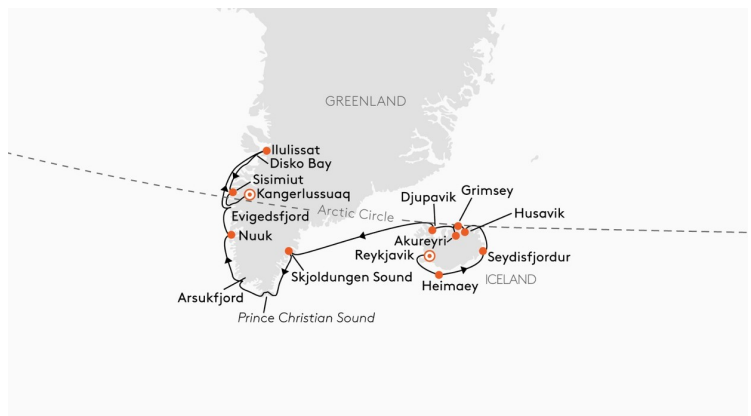 GREENLAND
Ilulissat
Disko Bay
Sisimiut
Kangerlussuaq
Evigedsfjord
Arctic Circle
Nuuk
Djupavik
Grimsey
Husavik
Akureyri
Reykjavik
Seydisfjordur
Skjoldungen Sound
Heimaey
ICELAND
Arsukfjord
Prince Christian Sound